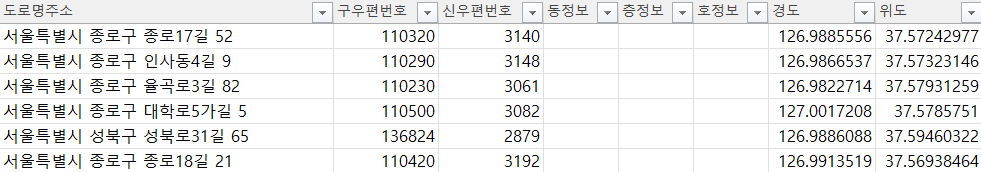 도로명주소 구우편번호 신우편번호 동정보 층정보 호정보 경도 위도
서울특별시 종로구 종로17길 52 110320 3140 126.9885556 37.57242977
서울특별시 종로구 인사동4길 9 110290 3148 126.9866537 37.57323146
서울특별시 종로구 율곡로3길 82 110230 3061 126.9822714 37.57931259
서울특별시 종로구 대학로5가길 5 110500 3082 127.0017208 37.5785751
서울특별시 성북구 성북로31길 65 136824 2879 126.9886088 37.59460322
서울특별시 종로구 종로18길 21 110420 3192 126.9913519 37.56938464